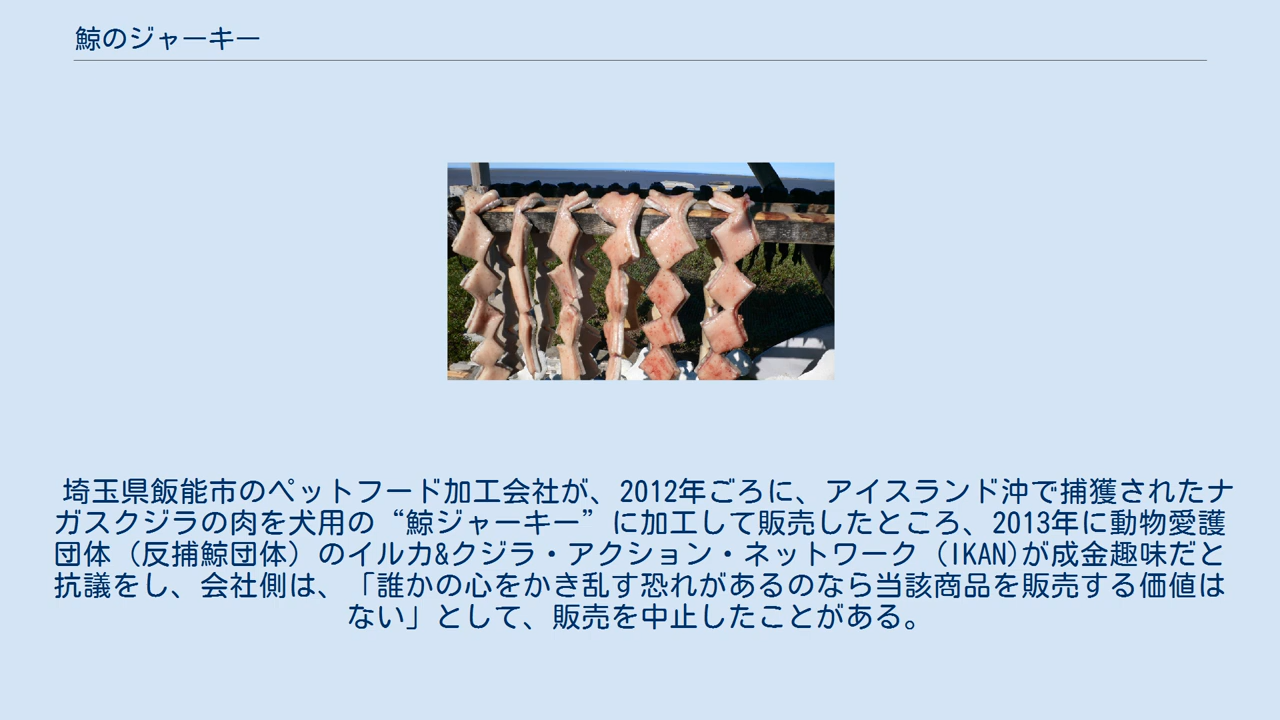 鯨のジャーキー
埼玉県飯能市のペットフード加工会社が、2012年ごろに、アイスランド沖で捕獲されたナ
ガスクジラの肉を犬用の“鯨ジャーキー”に加工して販売したところ、2013年に動物愛護
団体（反捕鯨団体）のイルカ&クジラ・アクション・ネットワーク（IKAN)が成金趣味だと
抗議をし、会社側は、「誰かの心をかき乱す恐れがあるのなら当該商品を販売する価値は
ない」として、販売を中止したことがある。